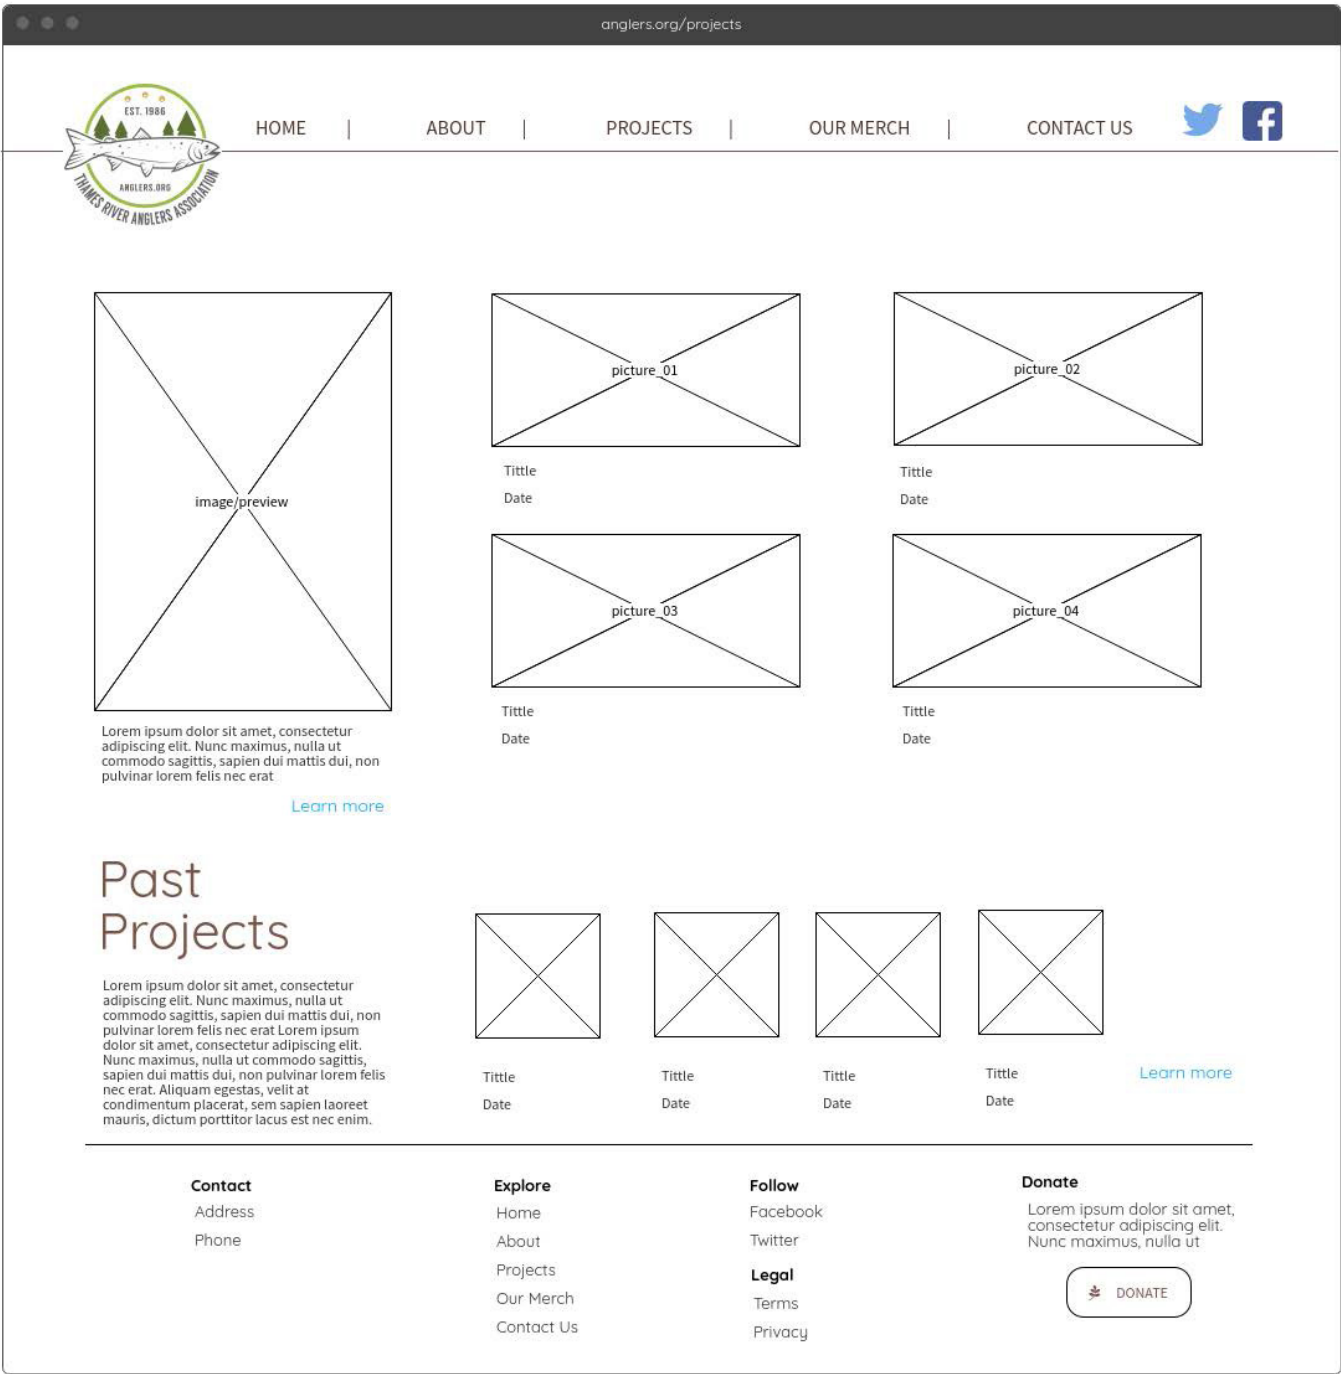 anglers.org/projects
EST. 1986
ANGLERS.ORG
THAMES RIVER ANGLERS ASSOCIATION
HOME | ABOUT | PROJECTS | OUR MERCH | CONTACT US
image/preview
Lorem ipsum dolor sit amet, consectetur
adipiscing elit. Nunc maximus, nulla ut
commodo sagittis, sapien dui mattis dui, non
pulvinar lorem felis nec erat
Learn more
picture_01
Tittle
Date
picture_02
Tittle
Date
picture_03
Tittle
Date
picture_04
Tittle
Date
Past
Projects
Lorem ipsum dolor sit amet, consectetur
adipiscing elit. Nunc maximus, nulla ut
commodo sagittis, sapien dui mattis dui, non
pulvinar lorem felis nec erat Lorem ipsum
dolor sit amet, consectetur adipiscing elit.
Nunc maximus, nulla ut commodo sagittis,
sapien dui mattis dui, non pulvinar lorem felis
nec erat. Aliquam egestas, velit at
condimentum placerat, sem sapien laoreet
mauris, dictum porttitor lacus est nec enim.
Tittle
Date
Tittle
Date
Tittle
Date
Tittle
Date
Learn more
Contact
Address
Phone
Explore
Home
About
Projects
Our Merch
Contact Us
Follow
Facebook
Twitter
Legal
Terms
Privacy
Donate
Lorem ipsum dolor sit amet,
consectetur adipiscing elit.
Nunc maximus, nulla ut
DONATE